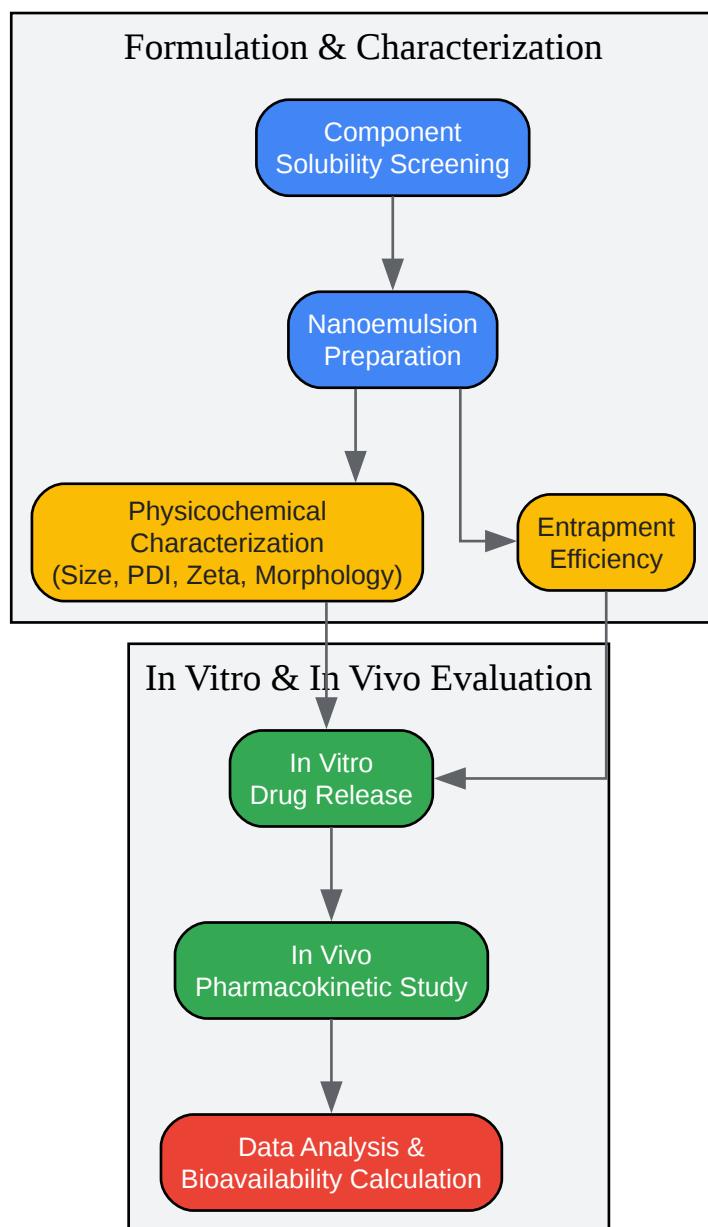 Formulation & Characterization
Component
Solubility Screening
Nanoemulsion
Preparation
Physicochemical
Characterization
(Size, PDI, Zeta, Morphology)
Entrapment
Efficiency
In Vitro & In Vivo Evaluation
In Vitro
Drug Release
In Vivo
Pharmacokinetic Study
Data Analysis &
Bioavailability Calculation